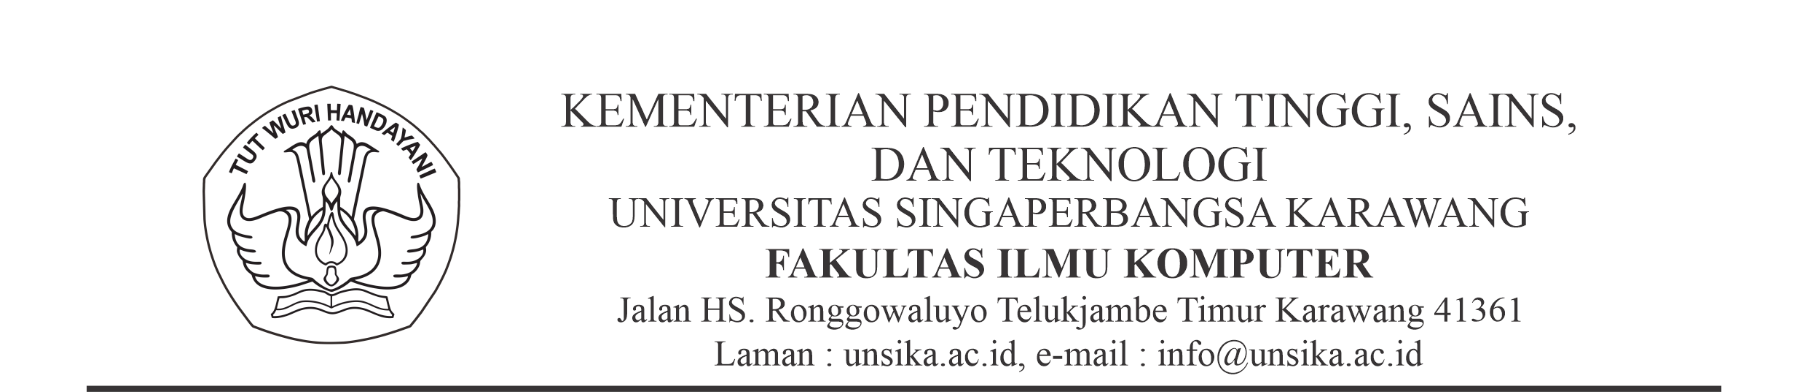 TUT WURI HANDAYANI
KEMENTERIAN PENDIDIKAN TINGGI, SAINS,
DAN TEKNOLOGI
UNIVERSITAS SINGAPERBANGSA KARAWANG
FAKULTAS ILMU KOMPUTER
Jalan HS. Ronggowaluyo Telukjambe Timur Karawang 41361
Laman : unsika.ac.id, e-mail : info@unsika.ac.id